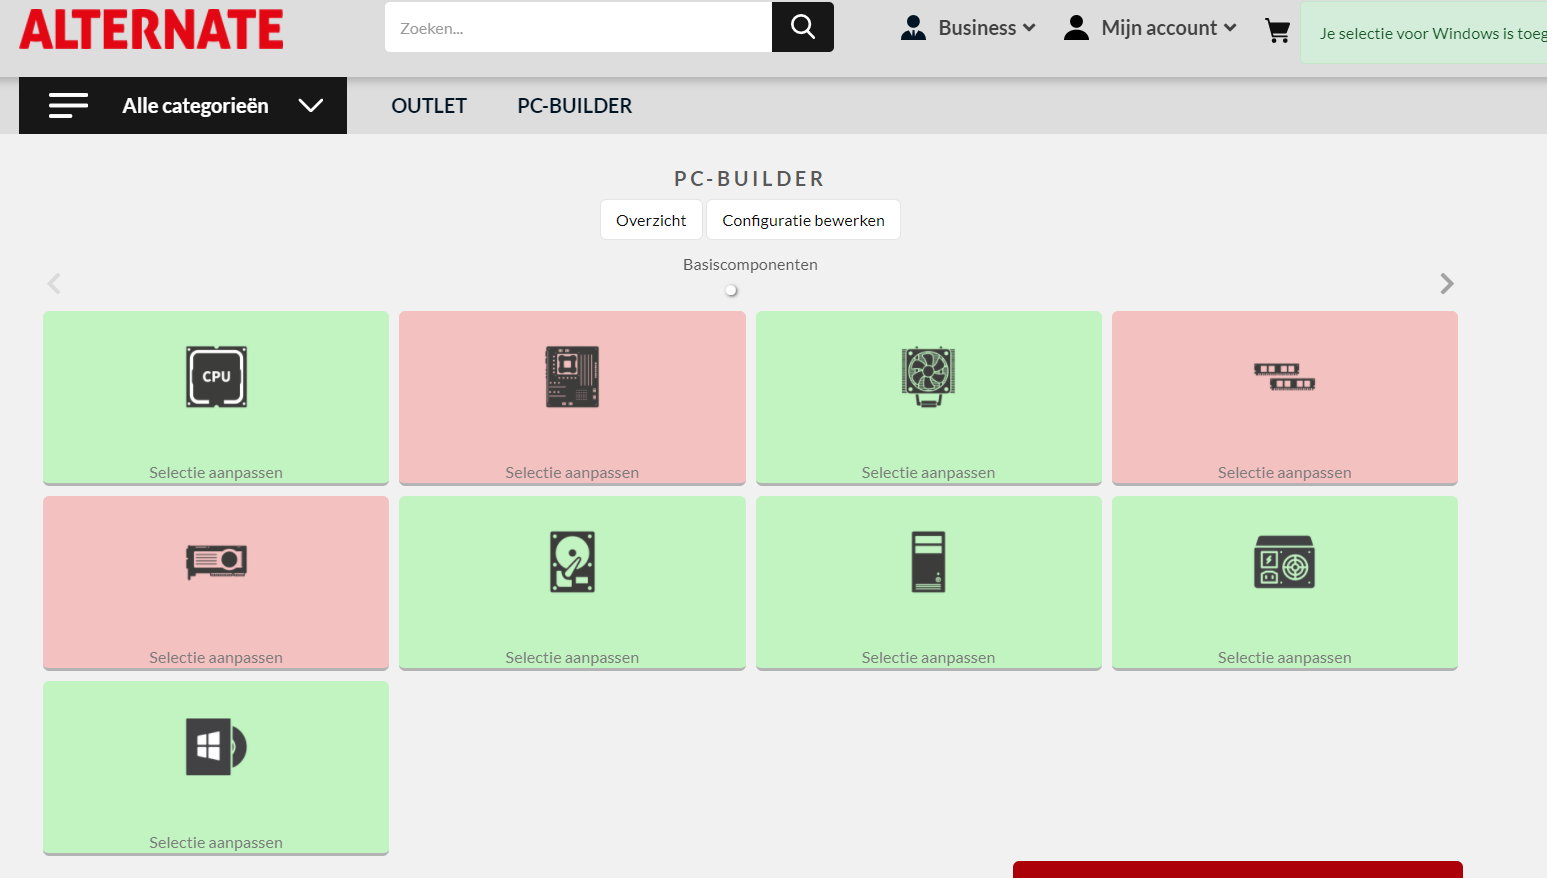 ALTERNATE
Zoeken...
Business
Mijn account
Je selectie voor Windows is toeg
Alle categorieën
OUTLET
PC-BUILDER
PC-BUILDER
Overzicht
Configuratie bewerken
Basiscomponenten
CPU
Selectie aanpassen
Selectie aanpassen
Selectie aanpassen
Selectie aanpassen
Selectie aanpassen
Selectie aanpassen
Selectie aanpassen
Selectie aanpassen
Selectie aanpassen